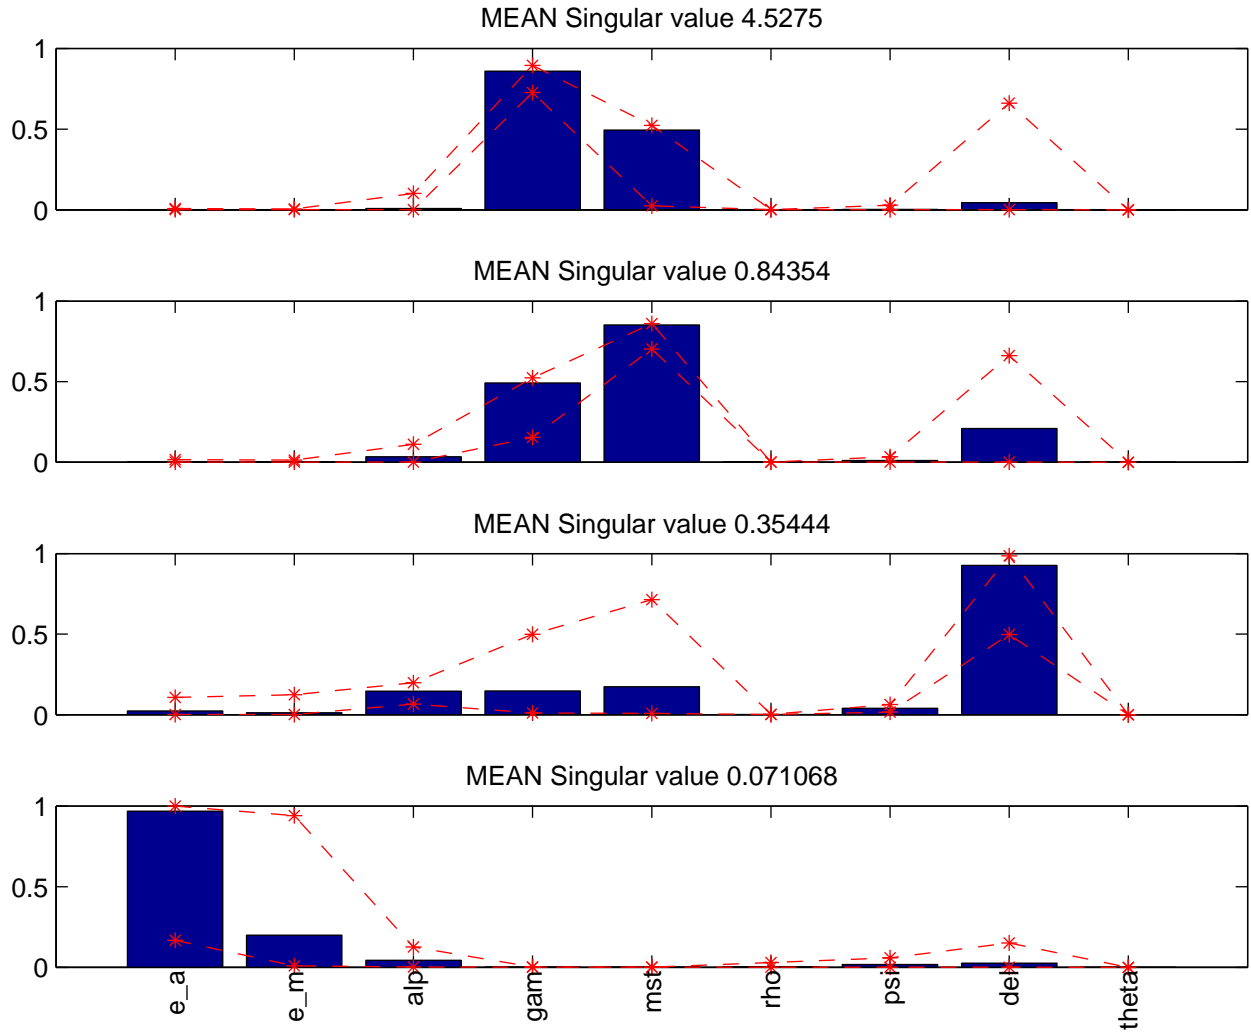 MEAN Singular value 4.5275
1
0.5
0
MEAN Singular value 0.84354
1
0.5
0
MEAN Singular value 0.35444
1
0.5
0
MEAN Singular value 0.071068
1
0.5
0
e_a
e_m
alp
gam
mst
rho
psi
del
theta